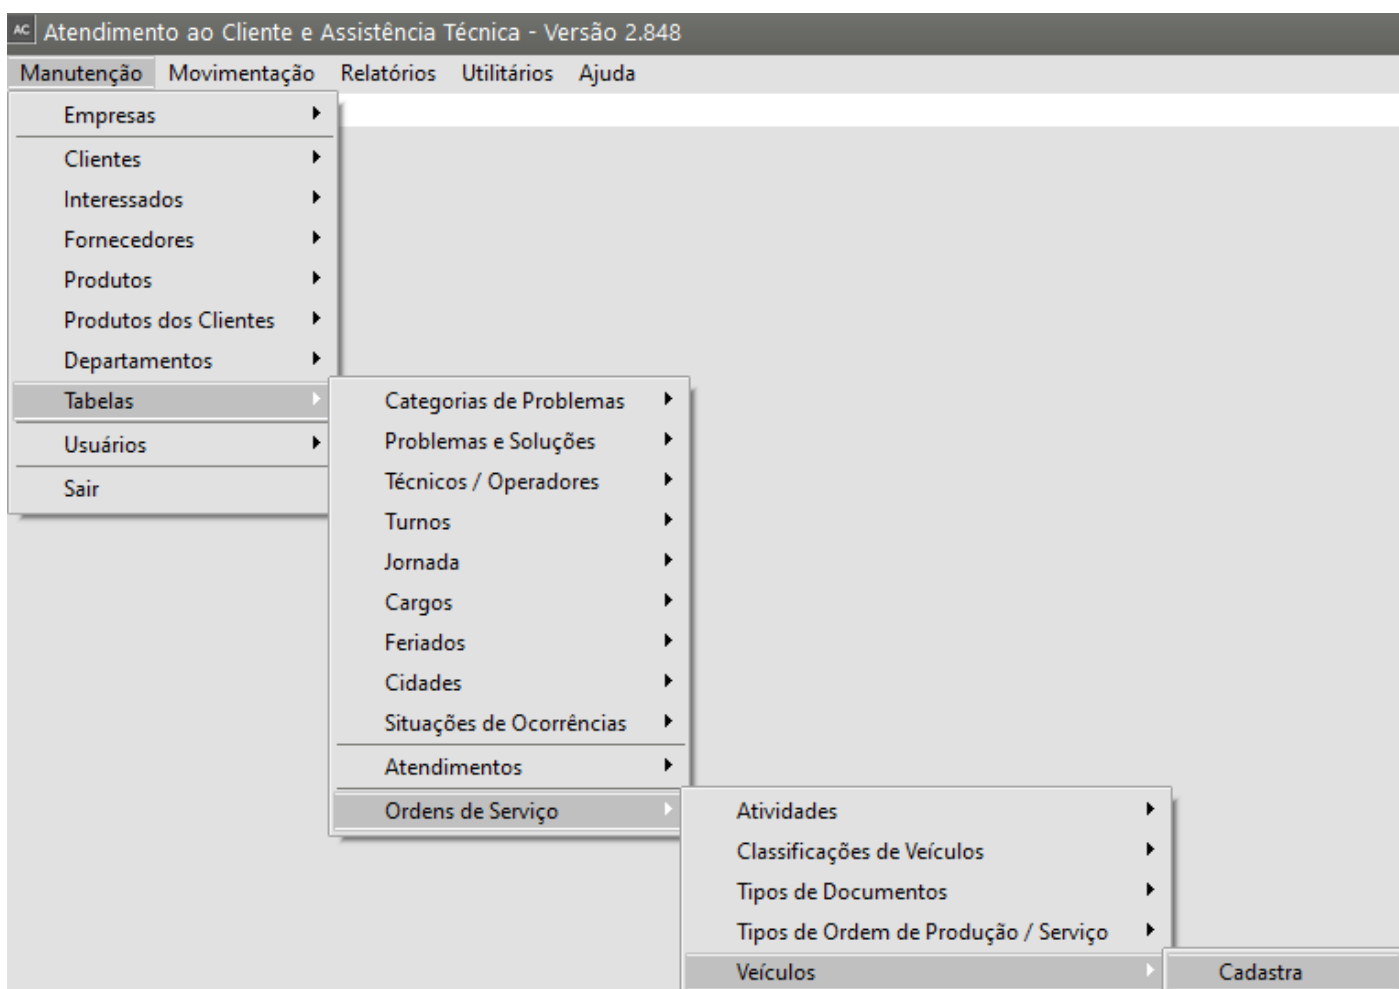 AC Atendimento ao Cliente e Assistência Técnica - Versão 2.848
Manutenção Movimentação Relatórios Utilitários Ajuda
Empresas
Clientes
Interessados
Fornecedores
Produtos
Produtos dos Clientes
Departamentos
Tabelas
Usuários
Sair
Categorias de Problemas
Problemas e Soluções
Técnicos / Operadores
Turnos
Jornada
Cargos
Feriados
Cidades
Situações de Ocorrências
Atendimentos
Ordens de Serviço
Atividades
Classificações de Veículos
Tipos de Documentos
Tipos de Ordem de Produção / Serviço
Veículos
Cadastra